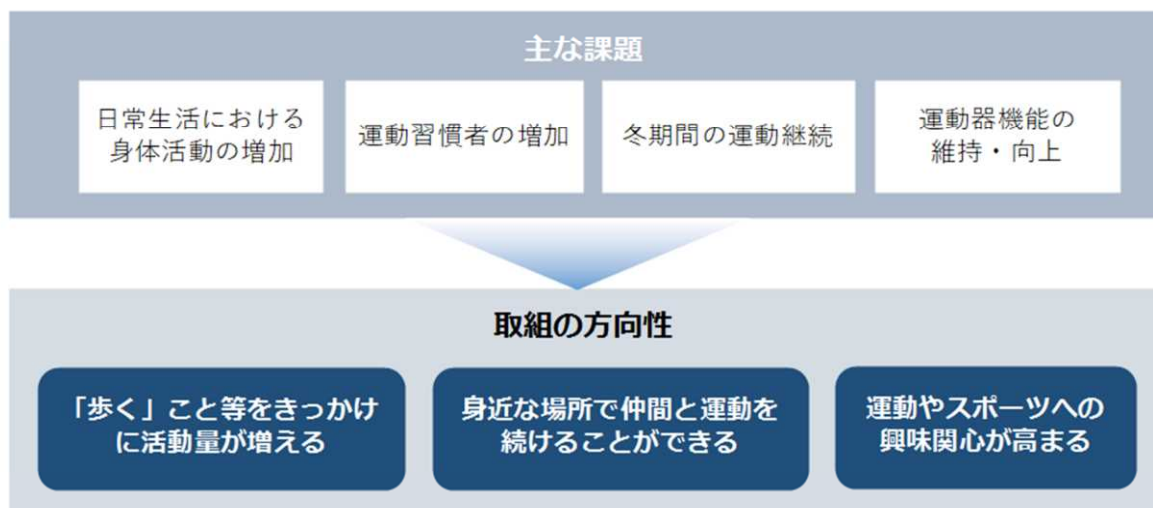 主な課題
日常生活における
身体活動の増加
運動習慣者の増加
冬期間の運動継続
運動器機能の
維持・向上
取組の方向性
「歩く」こと等をきっかけ
に活動量が増える
身近な場所で仲間と運動を
続けることができる
運動やスポーツへの
興味関心が高まる